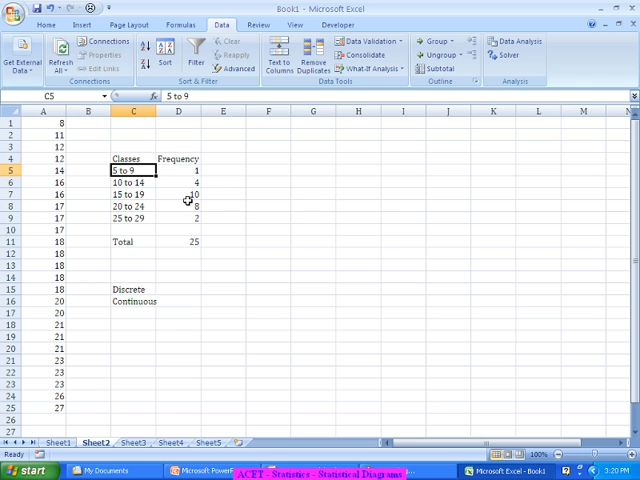 Book1 - Microsoft Excel
Home Insert Page Layout Formulas Data Review View Developer
Get External Data
Refresh All
Connections
Properties
Edit Links
Connections
Sort
Filter
Clear
Reapply
Advanced
Sort & Filter
Text to Columns
Remove Duplicates
Data Validation
Consolidate
What-If Analysis
Data Tools
Group
Ungroup
Subtotal
Outline
Data Analysis
Solver
Analysis
C5 5 to 9
A B C D E F G H I J K L M N
1 8
2 11
3 12
4 12 Classes Frequency
5 14 5 to 9 1
6 16 10 to 14 4
7 16 15 to 19 10
8 17 20 to 24 8
9 17 25 to 29 2
10 17
11 18 Total 25
12 18
13 18
14 18
15 18 Discrete
16 20 Continuous
17 20
18 21
19 21
20 21
21 23
22 23
23 23
24 26
25 27
26
27
Sheet1 Sheet2 Sheet3 Sheet4 Sheet5
Ready 100%
start My Documents Microsoft PowerP Microsoft Excel - Book1 3:20 PM
ACET - Statistics - Statistical Diagrams